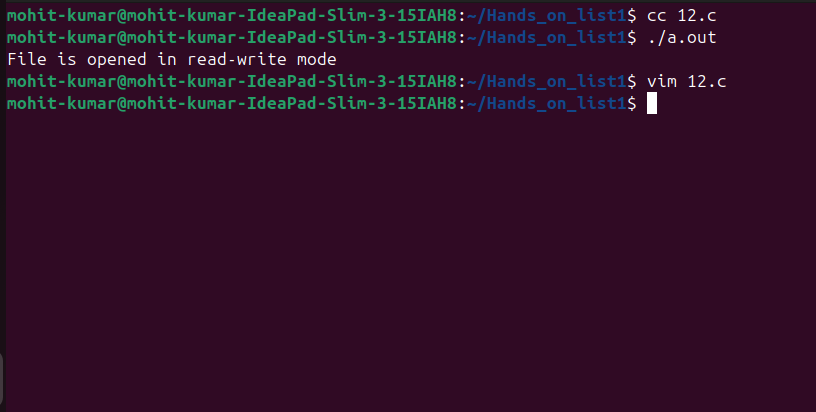 mohit-kumar@mohit-kumar-IdeaPad-Slim-3-15IAH8:~/Hands_on_list1$ cc 12.c
mohit-kumar@mohit-kumar-IdeaPad-Slim-3-15IAH8:~/Hands_on_list1$ ./a.out
File is opened in read-write mode
mohit-kumar@mohit-kumar-IdeaPad-Slim-3-15IAH8:~/Hands_on_list1$ vim 12.c
mohit-kumar@mohit-kumar-IdeaPad-Slim-3-15IAH8:~/Hands_on_list1$